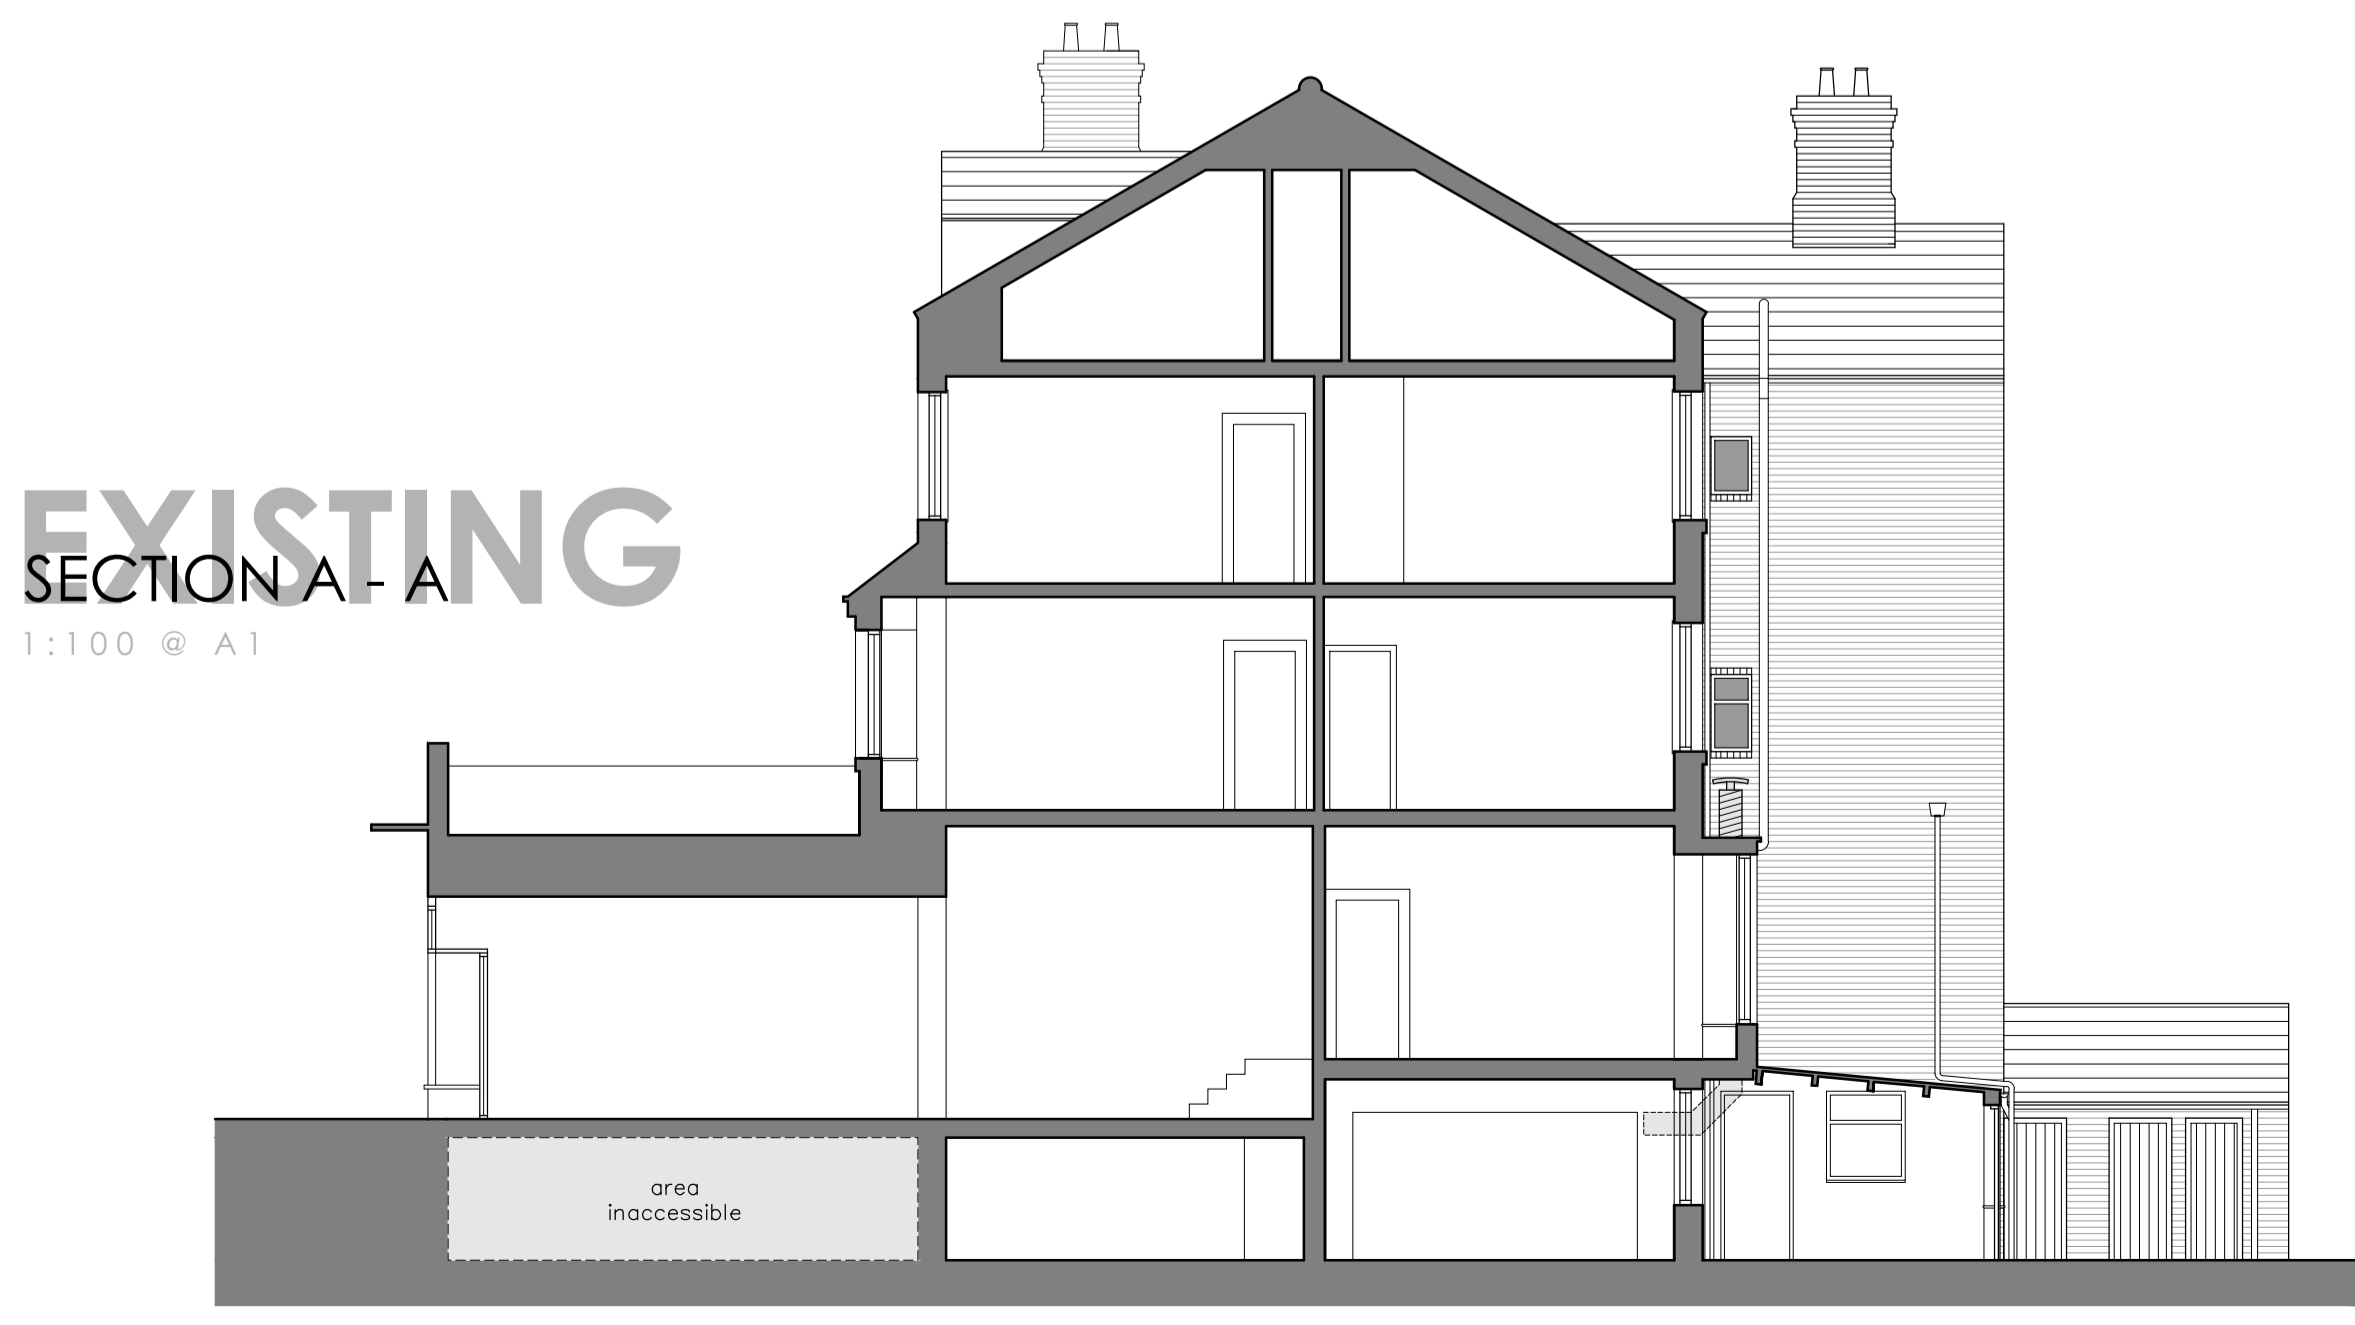 EXISTING
SECTION A - A
1:100 @ A1
area
inaccessible